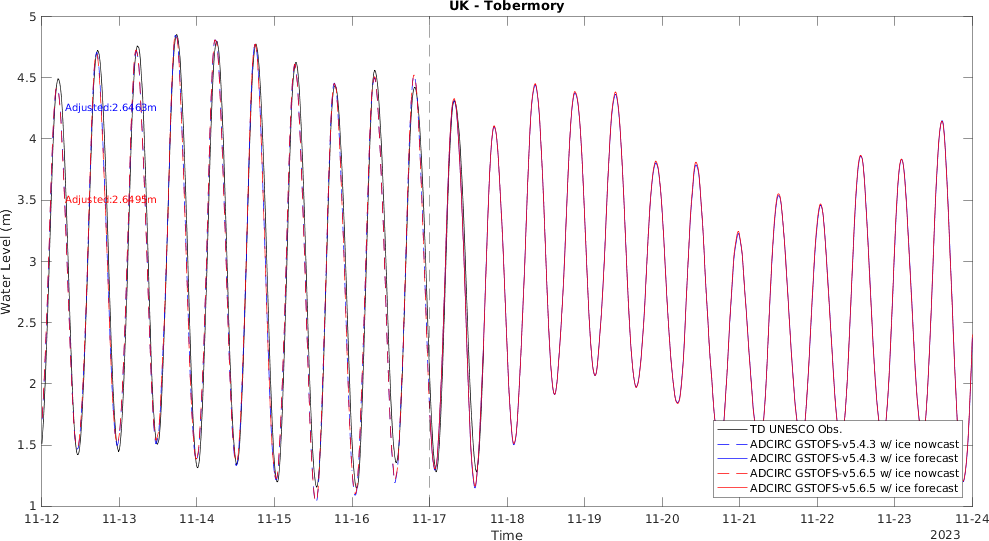 UK - Tobermory
5
4.5
4
3.5
3
2.5
2
1.5
1
Water Level (m)
Adjusted:2.6463m
Adjusted:2.6495m
TD UNESCO Obs.
ADCIRC GSTOFS-v5.4.3 w/ ice nowcast
ADCIRC GSTOFS-v5.4.3 w/ ice forecast
ADCIRC GSTOFS-v5.6.5 w/ ice nowcast
ADCIRC GSTOFS-v5.6.5 w/ ice forecast
11-12 11-13 11-14 11-15 11-16 11-17 11-18 11-19 11-20 11-21 11-22 11-23 11-24
Time
2023